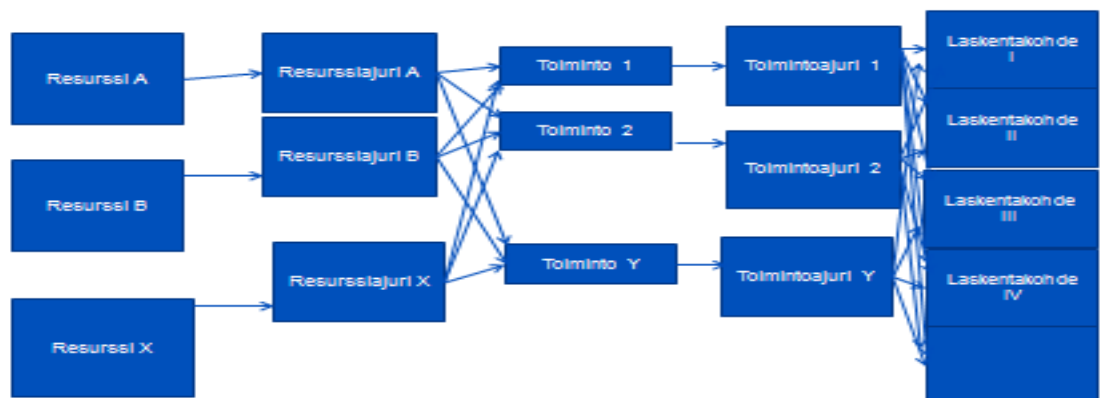 Resurssi A
Resurssi B
Resurssi X
Resurssiajuri A
Resurssiajuri B
Resurssiajuri X
Toiminto 1
Toiminto 2
Toiminto Y
Toimintoajuri 1
Toimintoajuri 2
Toimintoajuri Y
Laskentakohde
I
Laskentakohde
II
Laskentakohde
III
Laskentakohde
IV